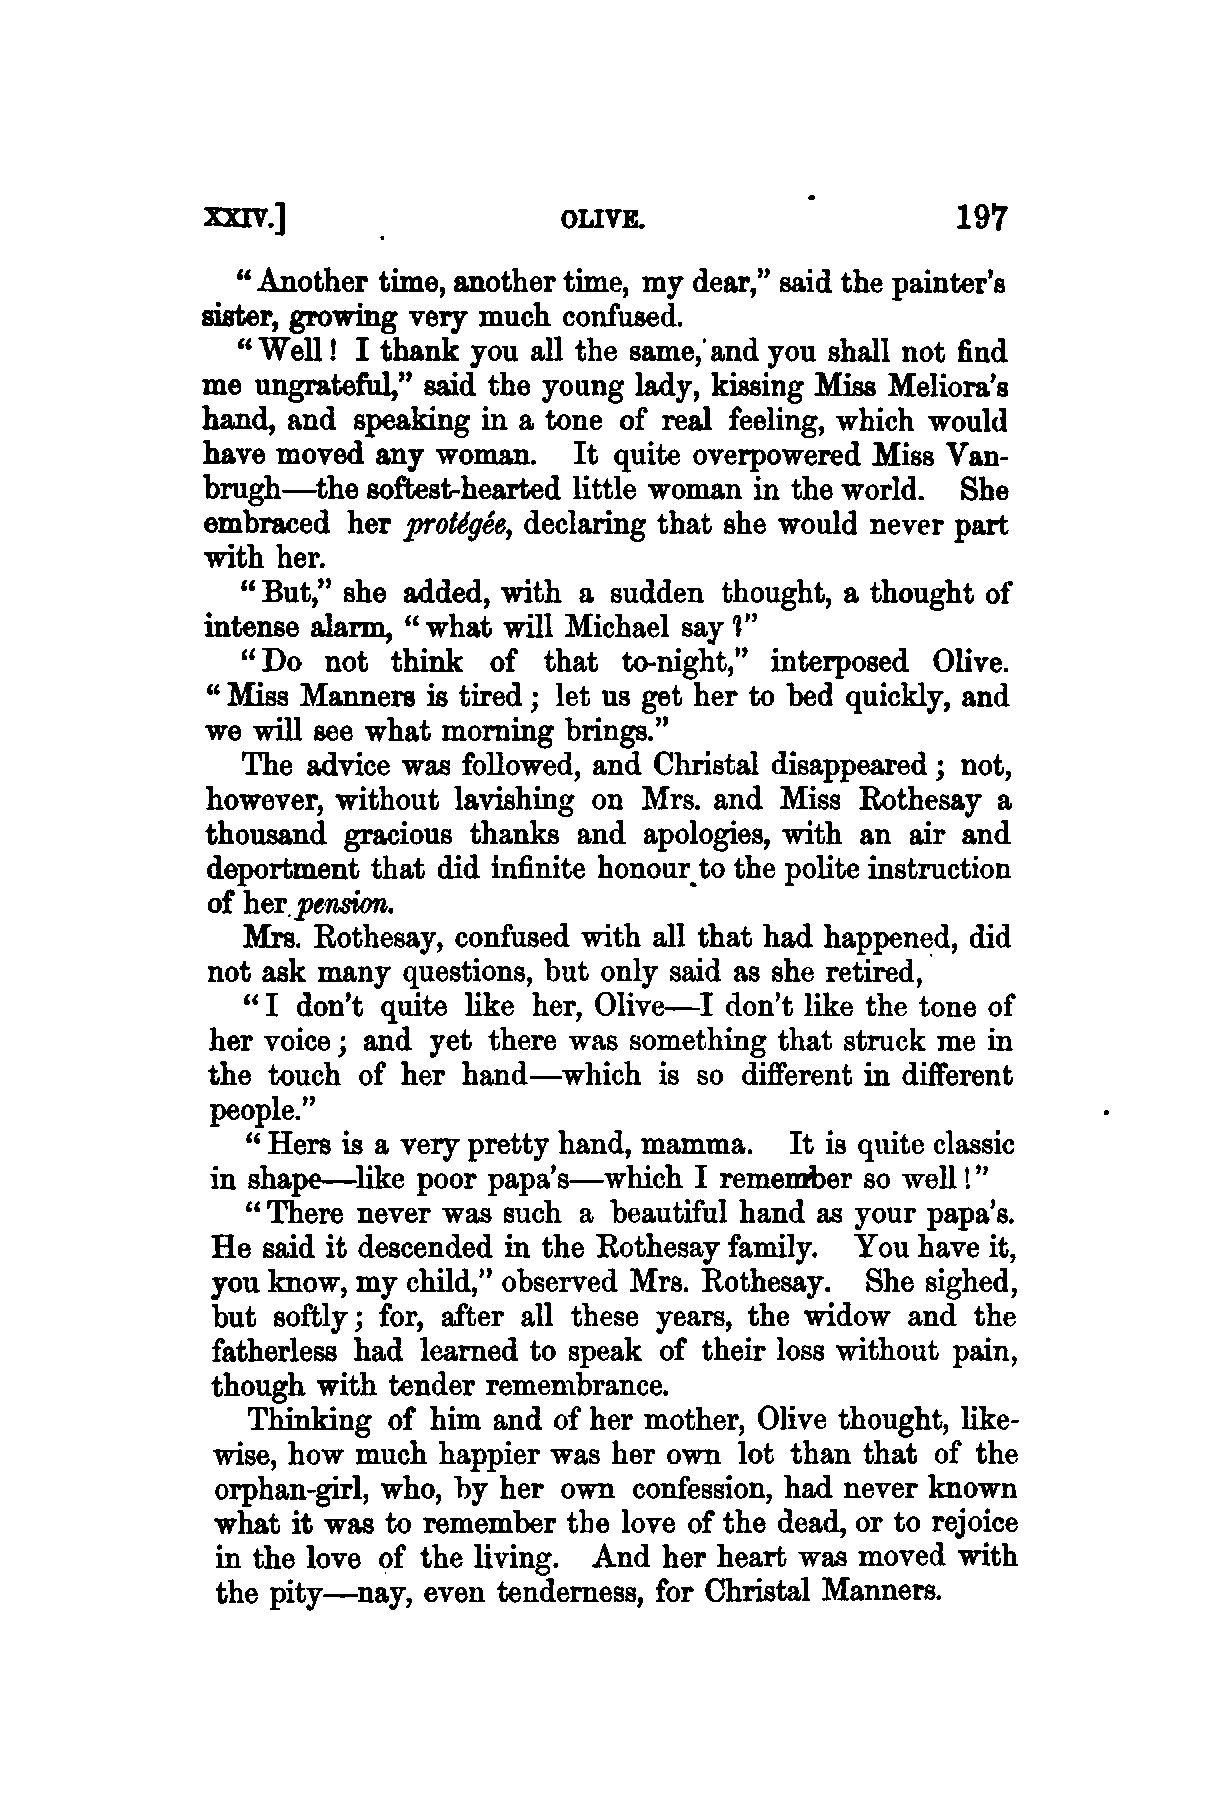 XXIV.] OLIVE. 197
“Another time, another time, my dear,” said the painter’s
sister, growing very much confused.
“Well! I thank you all the same, and you shall not find
me ungrateful,” said the young lady, kissing Miss Meliora’s
hand, and speaking in a tone of real feeling, which would
have moved any woman. It quite overpowered Miss Van-
brugh—the softest-hearted little woman in the world. She
embraced her protégée, declaring that she would never part
with her.
“But,” she added, with a sudden thought, a thought of
intense alarm, “what will Michael say?”
“Do not think of that to-night,” interposed Olive.
“Miss Manners is tired; let us get her to bed quickly, and
we will see what morning brings.”
The advice was followed, and Christal disappeared; not,
however, without lavishing on Mrs. and Miss Rothesay a
thousand gracious thanks and apologies, with an air and
deportment that did infinite honour to the polite instruction
of her pension.
Mrs. Rothesay, confused with all that had happened, did
not ask many questions, but only said as she retired,
“I don’t quite like her, Olive—I don’t like the tone of
her voice; and yet there was something that struck me in
the touch of her hand—which is so different in different
people.”
“Hers is a very pretty hand, mamma. It is quite classic
in shape—like poor papa’s—which I remember so well!”
“There never was such a beautiful hand as your papa’s.
He said it descended in the Rothesay family. You have it,
you know, my child,” observed Mrs. Rothesay. She sighed,
but softly; for, after all these years, the widow and the
fatherless had learned to speak of their loss without pain,
though with tender remembrance.
Thinking of him and of her mother, Olive thought, like-
wise, how much happier was her own lot than that of the
orphan-girl, who, by her own confession, had never known
what it was to remember the love of the dead, or to rejoice
in the love of the living. And her heart was moved with
the pity—nay, even tenderness, for Christal Manners.